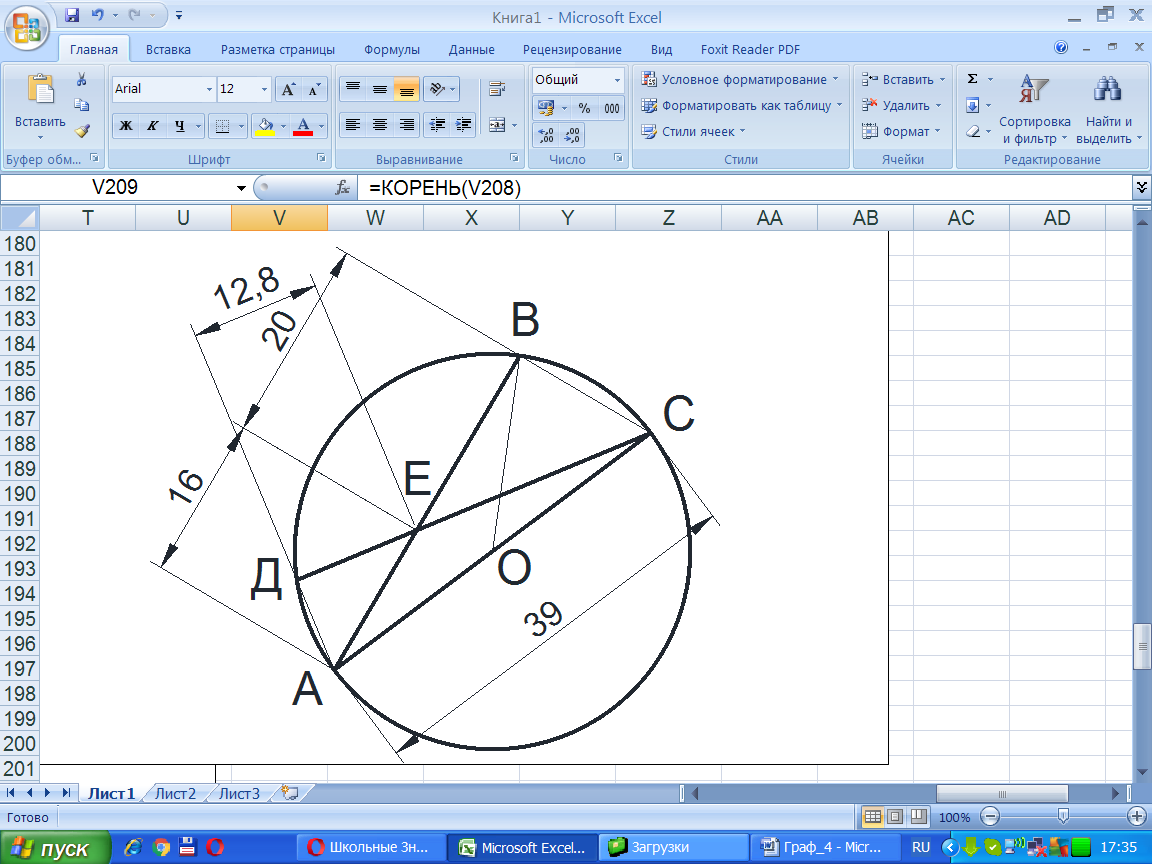 Книга1 - Microsoft Excel
Главная Вставка Разметка страницы Формулы Данные Рецензирование Вид Foxit Reader PDF
Вставить
Буфер обм...
Arial 12
Ж К Ч
Шрифт
Выравнивание
Общий
% 000
Число
Условное форматирование
Форматировать как таблицу
Стили ячеек
Стили
Вставить
Удалить
Формат
Ячейки
Σ
Сортировка и фильтр
Найти и выделить
Редактирование
V209 fx =КОРЕНЬ(V208)
T U V W X Y Z AA AB AC AD
180
181
182
183
184
185
186
187
188
189
190
191
192
193
194
195
196
197
198
199
200
201
12,8
20
В
С
16
Е
Д
О
39
А
Лист1 Лист2 Лист3
Готово 100%
пуск Школьные Зн... Microsoft Excel... Загрузки Граф_4 - Micr... RU 17:35